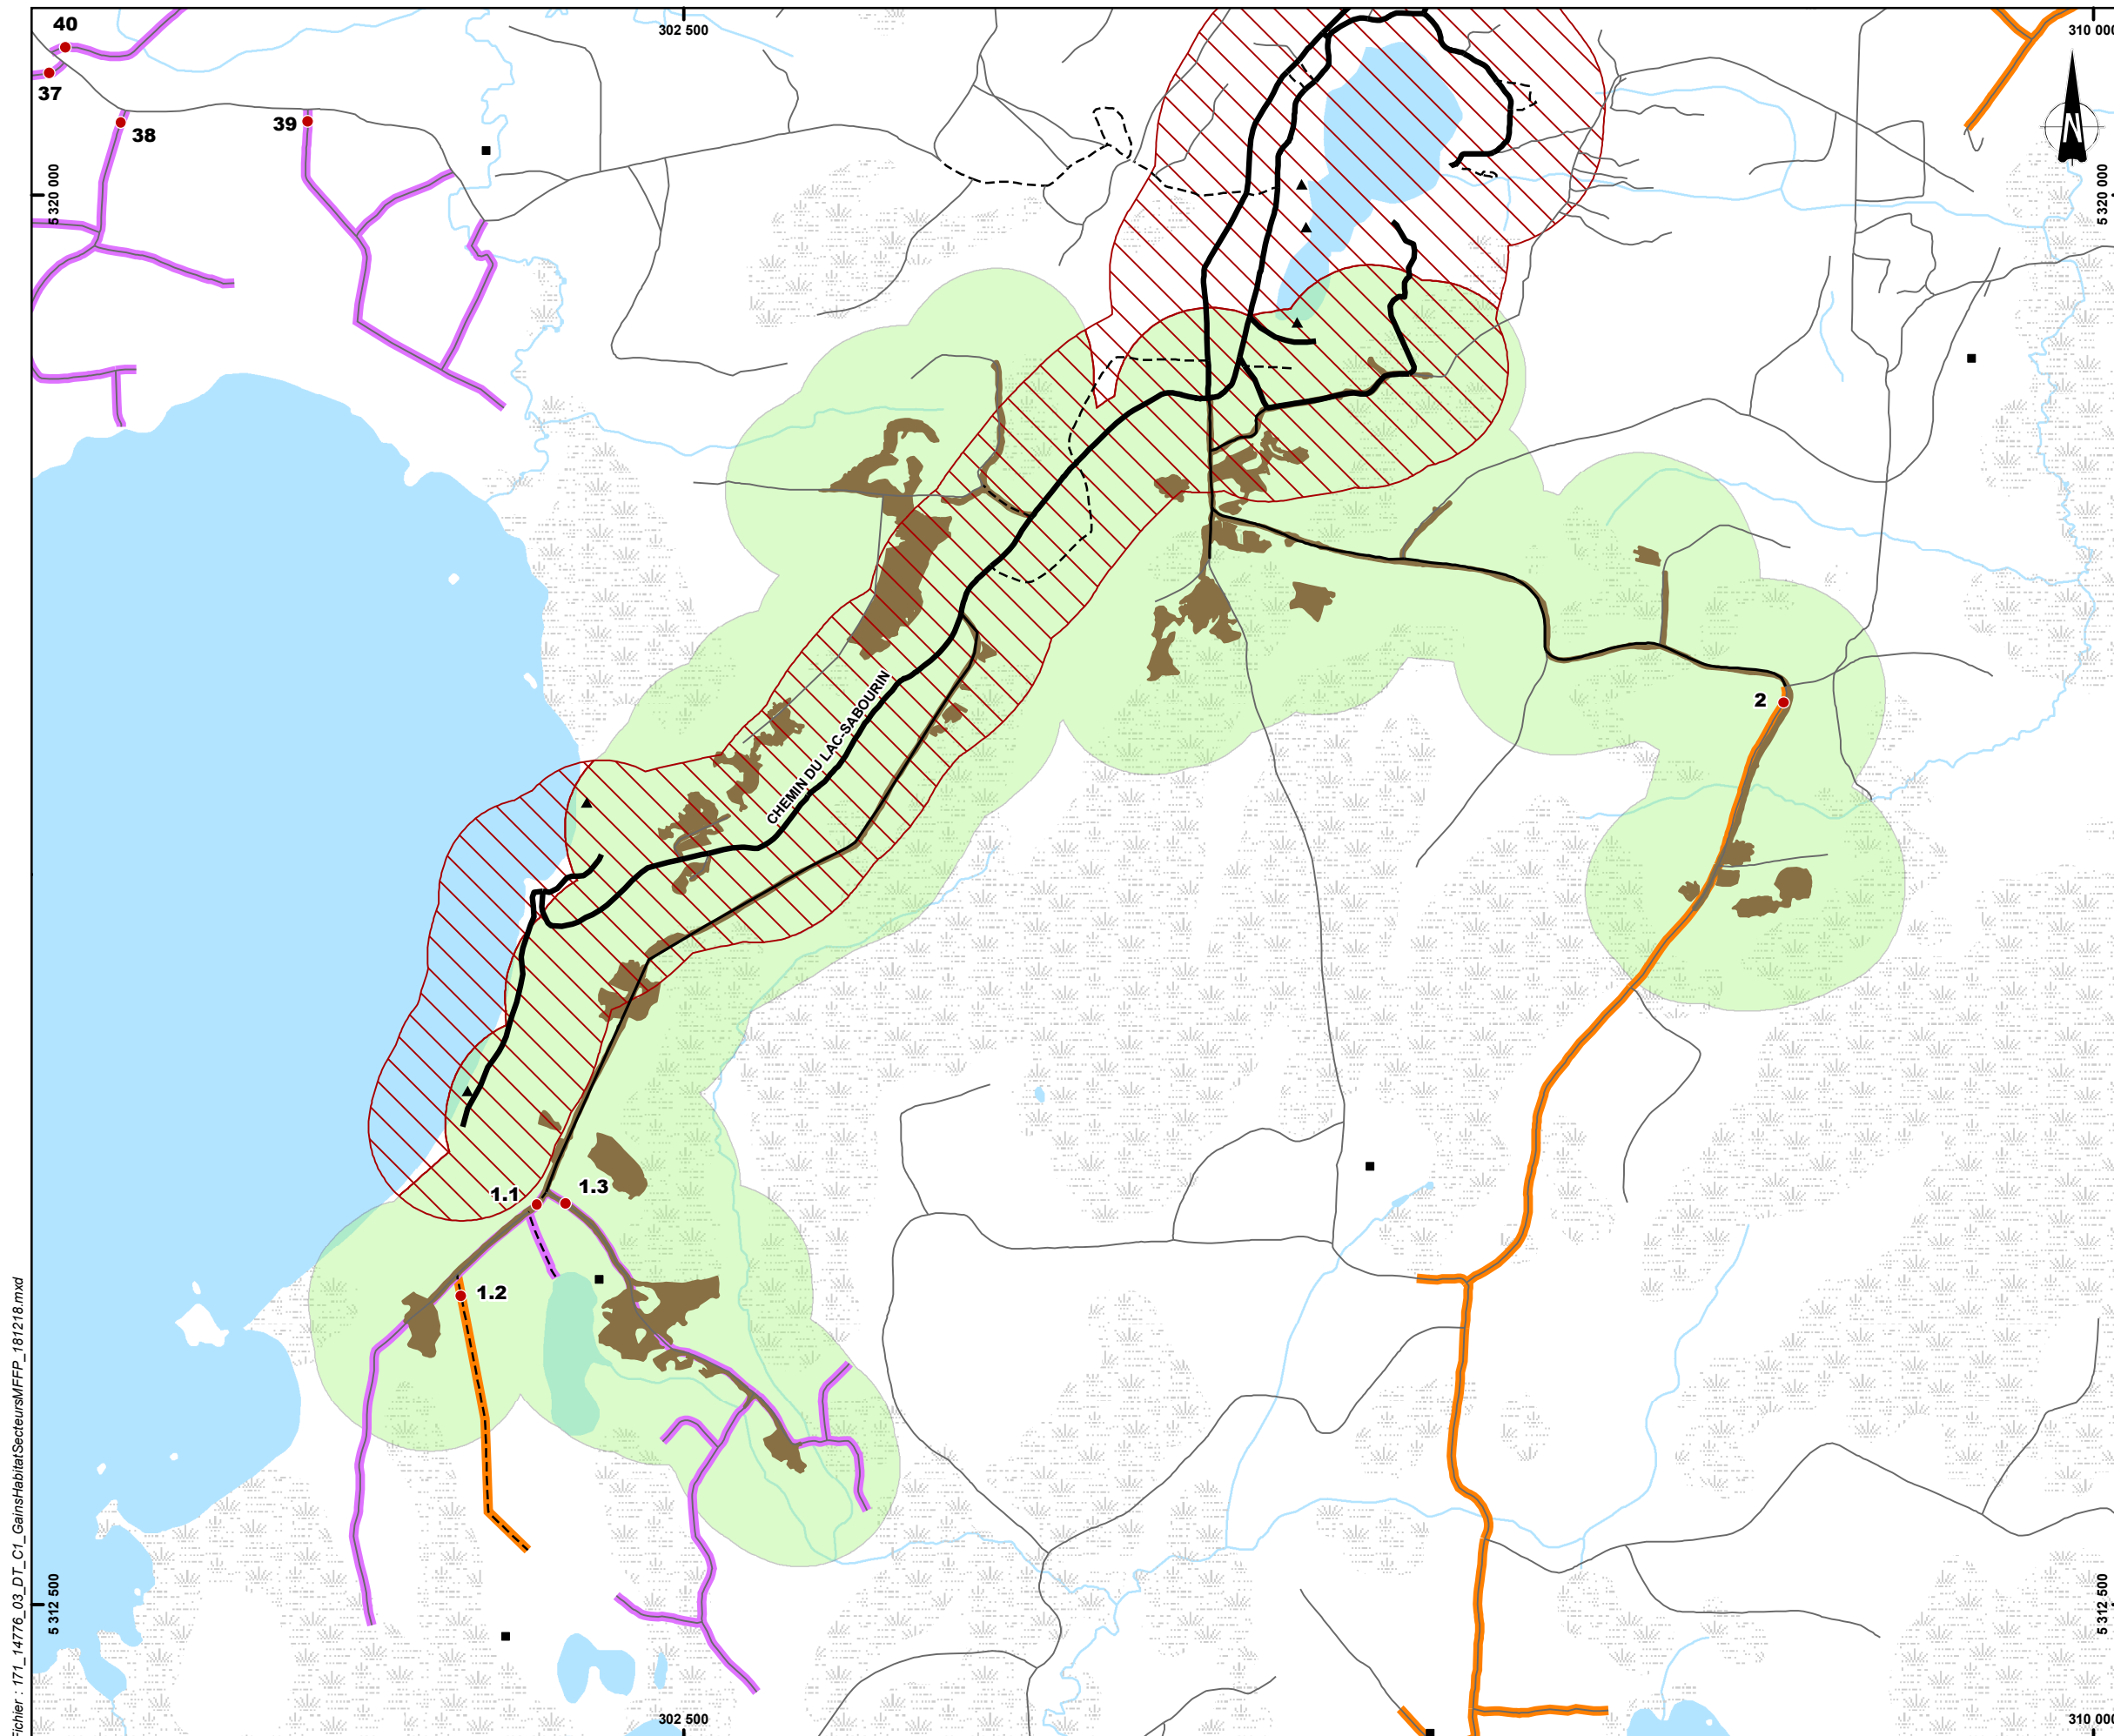 40
302 500
310 000
37
38
39
N
5 320 000
5 320 000
2
CHEMIN DU LAC-SABOURIN
1.1
1.3
1.2
5 312 500
5 312 500
Fichier : 171_14776_03_DT_C1_GainsHabitatSecteursMFFP_181218.mxd
302 500
310 000